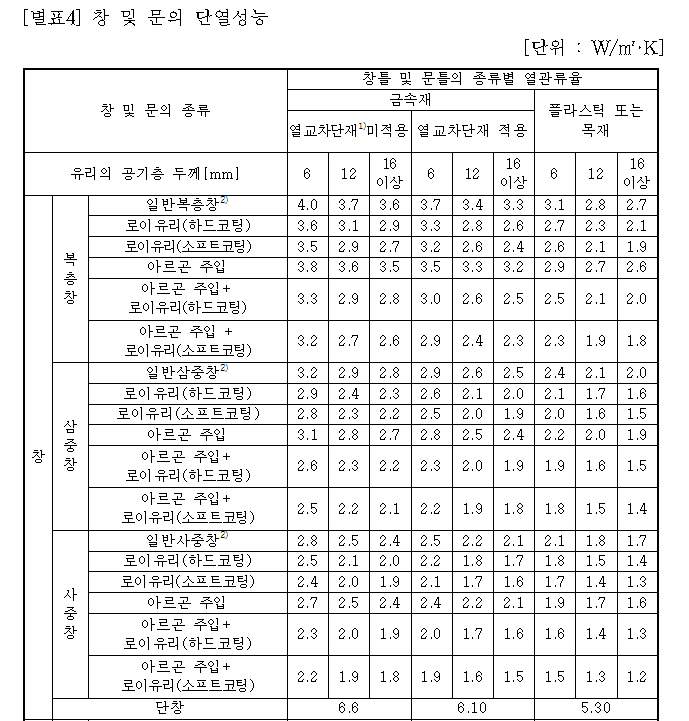 [별표4] 창 및 문의 단열성능
[단위 : W/㎡·K]
창 및 문의 종류
창틀 및 문틀의 종류별 열관류율
금속재
플라스틱 또는
목재
열교차단재1)미적용 열교차단재 적용
유리의 공기층 두께[mm] 6 12 16
이상 6 12 16
이상 6 12 16
이상
창
복층창
일반복층창2) 4.0 3.7 3.6 3.7 3.4 3.3 3.1 2.8 2.7
로이유리(하드코팅) 3.6 3.1 2.9 3.3 2.8 2.6 2.7 2.3 2.1
로이유리(소프트코팅) 3.5 2.9 2.7 3.2 2.6 2.4 2.6 2.1 1.9
아르곤 주입 3.8 3.6 3.5 3.5 3.3 3.2 2.9 2.7 2.6
아르곤 주입+
로이유리(하드코팅) 3.3 2.9 2.8 3.0 2.6 2.5 2.5 2.1 2.0
아르곤 주입 +
로이유리(소프트코팅) 3.2 2.7 2.6 2.9 2.4 2.3 2.3 1.9 1.8
삼중창
일반삼중창2) 3.2 2.9 2.8 2.9 2.6 2.5 2.4 2.1 2.0
로이유리(하드코팅) 2.9 2.4 2.3 2.6 2.1 2.0 2.1 1.7 1.6
로이유리(소프트코팅) 2.8 2.3 2.2 2.5 2.0 1.9 2.0 1.6 1.5
아르곤 주입 3.1 2.8 2.7 2.8 2.5 2.4 2.2 2.0 1.9
아르곤 주입+
로이유리(하드코팅) 2.6 2.3 2.2 2.3 2.0 1.9 1.9 1.6 1.5
아르곤 주입+
로이유리(소프트코팅) 2.5 2.2 2.1 2.2 1.9 1.8 1.8 1.5 1.4
사중창
일반사중창2) 2.8 2.5 2.4 2.5 2.2 2.1 2.1 1.8 1.7
로이유리(하드코팅) 2.5 2.1 2.0 2.2 1.8 1.7 1.8 1.5 1.4
로이유리(소프트코팅) 2.4 2.0 1.9 2.1 1.7 1.6 1.7 1.4 1.3
아르곤 주입 2.7 2.5 2.4 2.4 2.2 2.1 1.9 1.7 1.6
아르곤 주입+
로이유리(하드코팅) 2.3 2.0 1.9 2.0 1.7 1.6 1.6 1.4 1.3
아르곤 주입+
로이유리(소프트코팅) 2.2 1.9 1.8 1.9 1.6 1.5 1.5 1.3 1.2
단창 6.6 6.10 5.30